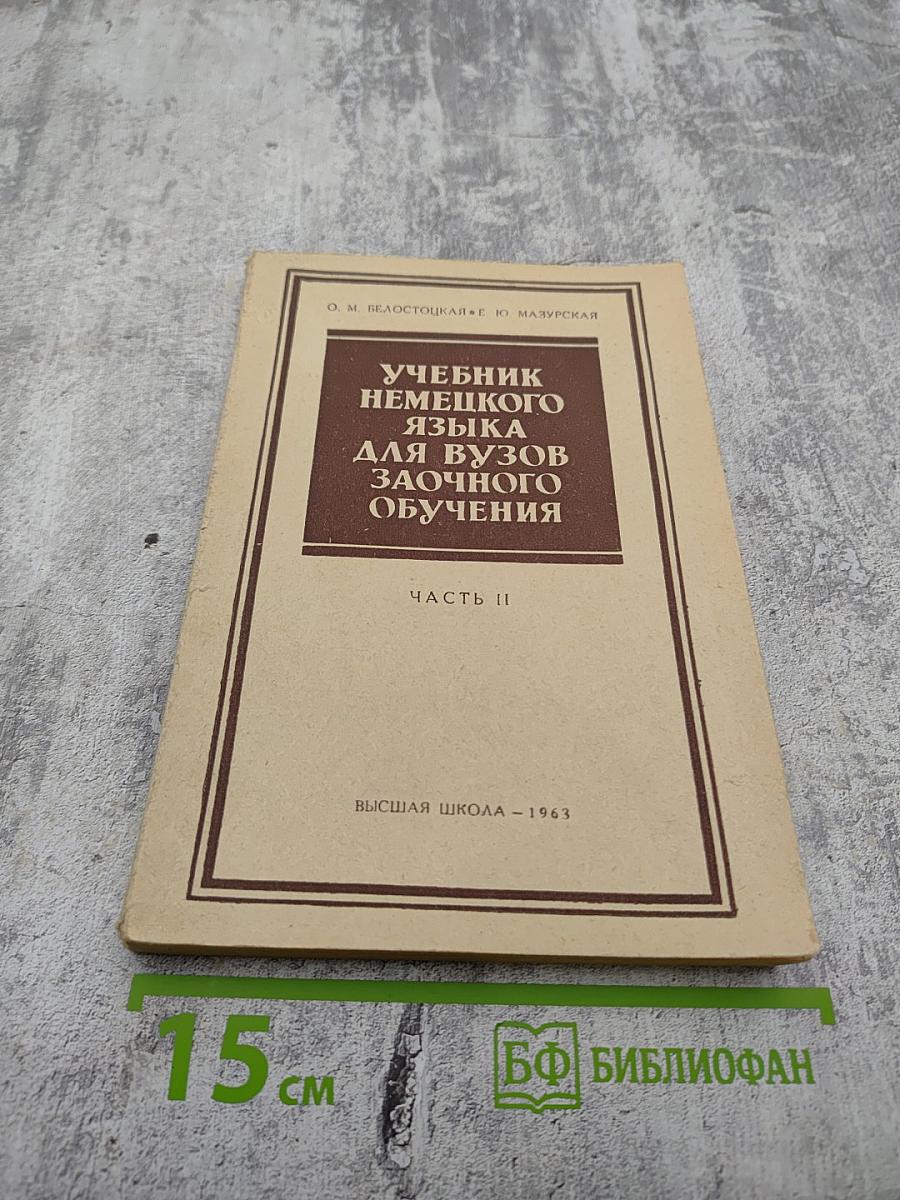 О. М. БЕЛОСТОЦКАЯ • Е. Ю. МАЗУРСКАЯ
УЧЕБНИК
НЕМЕЦКОГО
ЯЗЫКА
ДЛЯ ВУЗОВ
ЗАОЧНОГО
ОБУЧЕНИЯ
ЧАСТЬ II
ВЫСШАЯ ШКОЛА — 1963
15 см
БФ БИБЛИОФАН